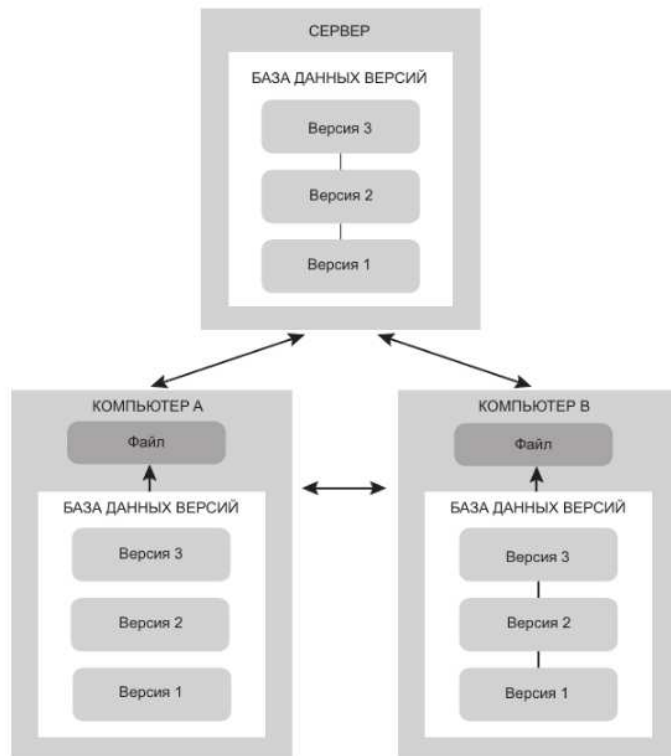 СЕРВЕР
БАЗА ДАННЫХ ВЕРСИЙ
Версия 3
Версия 2
Версия 1
КОМПЬЮТЕР А
Файл
БАЗА ДАННЫХ ВЕРСИЙ
Версия 3
Версия 2
Версия 1
КОМПЬЮТЕР В
Файл
БАЗА ДАННЫХ ВЕРСИЙ
Версия 3
Версия 2
Версия 1